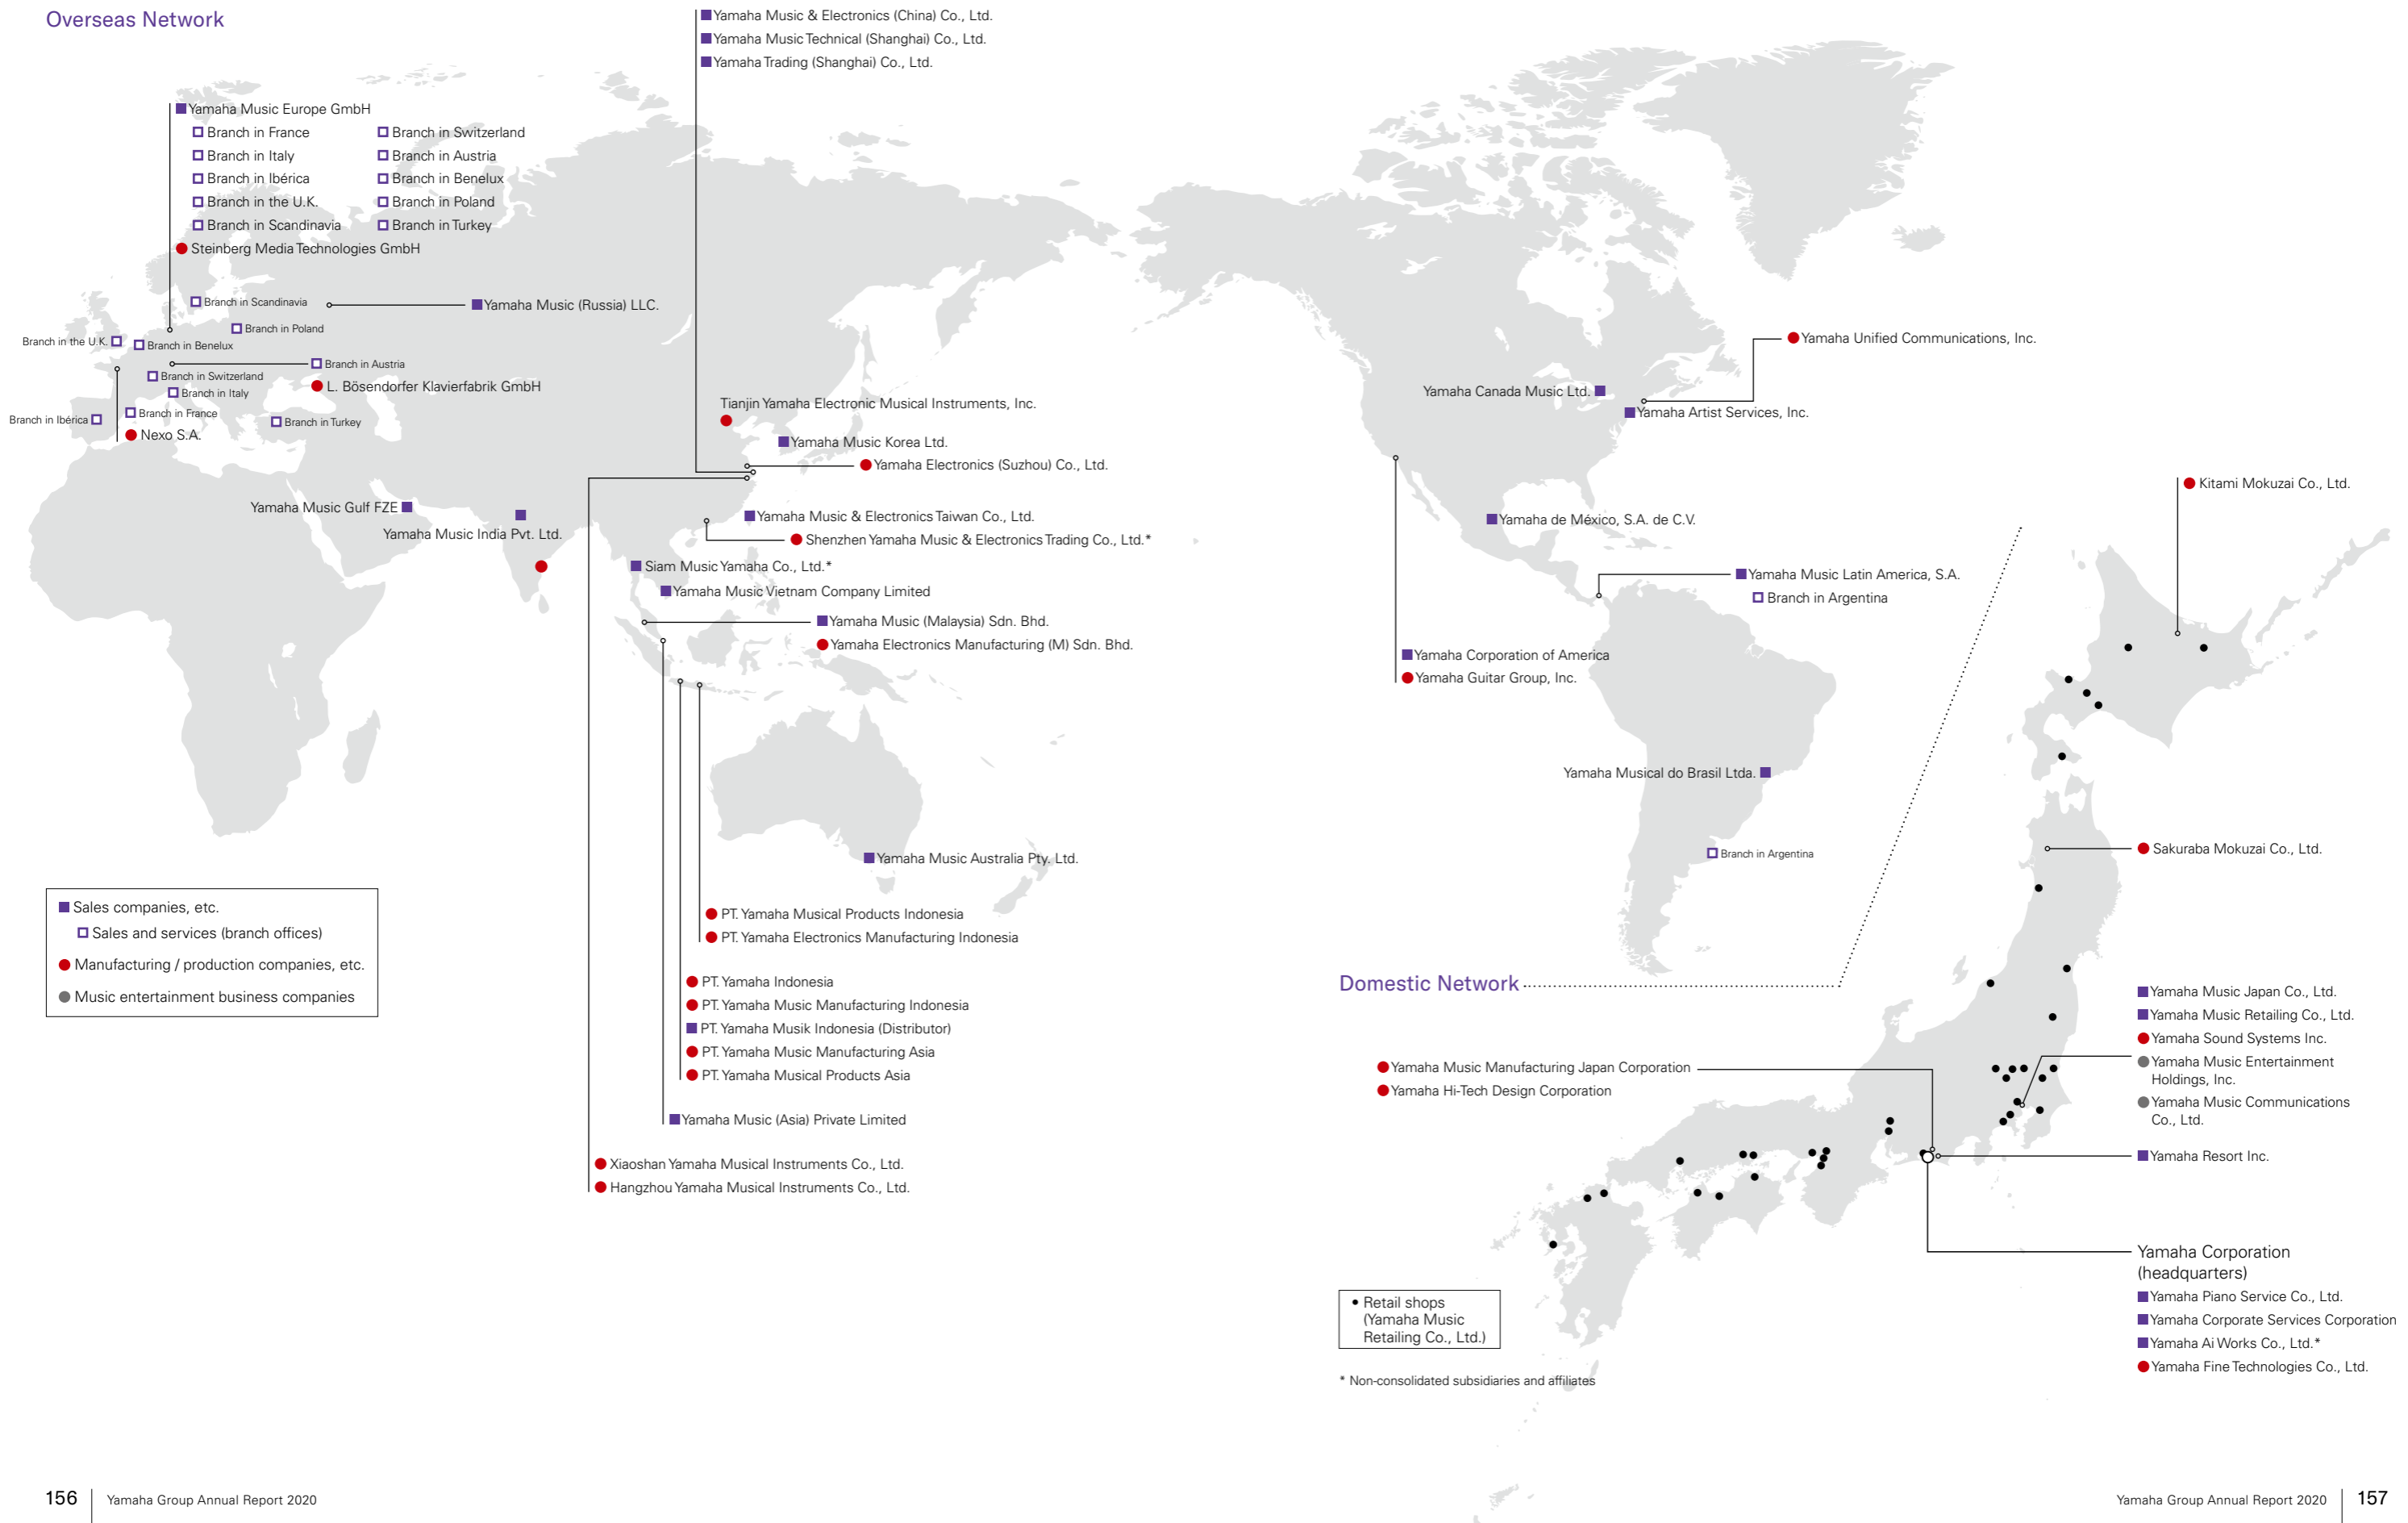 Overseas Network
Yamaha Music & Electronics (China) Co., Ltd.
Yamaha Music Technical (Shanghai) Co., Ltd.
Yamaha Trading (Shanghai) Co., Ltd.
Yamaha Music Europe GmbH
Branch in France
Branch in Italy
Branch in Ibérica
Branch in the U.K.
Branch in Scandinavia
Branch in Switzerland
Branch in Austria
Branch in Benelux
Branch in Poland
Branch in Turkey
Steinberg Media Technologies GmbH
Branch in Scandinavia
Yamaha Music (Russia) LLC.
Branch in Poland
Branch in the U.K.
Branch in Benelux
Branch in Austria
Branch in Switzerland
L. Bösendorfer Klavierfabrik GmbH
Branch in Italy
Branch in France
Branch in Ibérica
Branch in Turkey
Nexo S.A.
Tianjin Yamaha Electronic Musical Instruments, Inc.
Yamaha Music Korea Ltd.
Yamaha Electronics (Suzhou) Co., Ltd.
Yamaha Music Gulf FZE
Yamaha Music India Pvt. Ltd.
Yamaha Music & Electronics Taiwan Co., Ltd.
Shenzhen Yamaha Music & Electronics Trading Co., Ltd.*
Siam Music Yamaha Co., Ltd.*
Yamaha Music Vietnam Company Limited
Yamaha Music (Malaysia) Sdn. Bhd.
Yamaha Electronics Manufacturing (M) Sdn. Bhd.
Yamaha Music Australia Pty. Ltd.
PT. Yamaha Musical Products Indonesia
PT. Yamaha Electronics Manufacturing Indonesia
PT. Yamaha Indonesia
PT. Yamaha Music Manufacturing Indonesia
PT. Yamaha Musik Indonesia (Distributor)
PT. Yamaha Music Manufacturing Asia
PT. Yamaha Musical Products Asia
Yamaha Music (Asia) Private Limited
Xiaoshan Yamaha Musical Instruments Co., Ltd.
Hangzhou Yamaha Musical Instruments Co., Ltd.
Sales companies, etc.
Sales and services (branch offices)
Manufacturing / production companies, etc.
Music entertainment business companies
Yamaha Unified Communications, Inc.
Yamaha Canada Music Ltd.
Yamaha Artist Services, Inc.
Yamaha de México, S.A. de C.V.
Yamaha Music Latin America, S.A.
Branch in Argentina
Yamaha Corporation of America
Yamaha Guitar Group, Inc.
Yamaha Musical do Brasil Ltda.
Branch in Argentina
Domestic Network
Kitami Mokuzai Co., Ltd.
Sakuraba Mokuzai Co., Ltd.
Yamaha Music Japan Co., Ltd.
Yamaha Music Retailing Co., Ltd.
Yamaha Sound Systems Inc.
Yamaha Music Entertainment
Holdings, Inc.
Yamaha Music Communications
Co., Ltd.
Yamaha Music Manufacturing Japan Corporation
Yamaha Hi-Tech Design Corporation
Yamaha Resort Inc.
Yamaha Corporation
(headquarters)
Yamaha Piano Service Co., Ltd.
Yamaha Corporate Services Corporation
Yamaha Ai Works Co., Ltd.*
Yamaha Fine Technologies Co., Ltd.
• Retail shops
(Yamaha Music
Retailing Co., Ltd.)
* Non-consolidated subsidiaries and affiliates
156 Yamaha Group Annual Report 2020
Yamaha Group Annual Report 2020 157